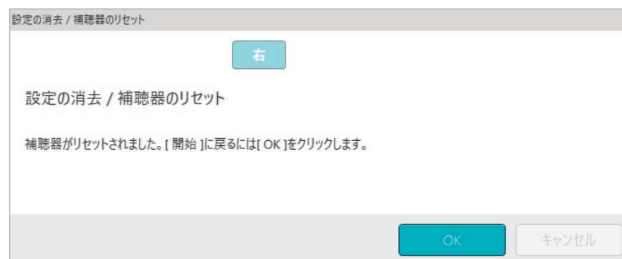 設定の消去 / 補聴器のリセット
右
設定の消去 / 補聴器のリセット
補聴器がリセットされました。[ 開始 ]に戻るには[ OK ]をクリックします。
OK
キャンセル